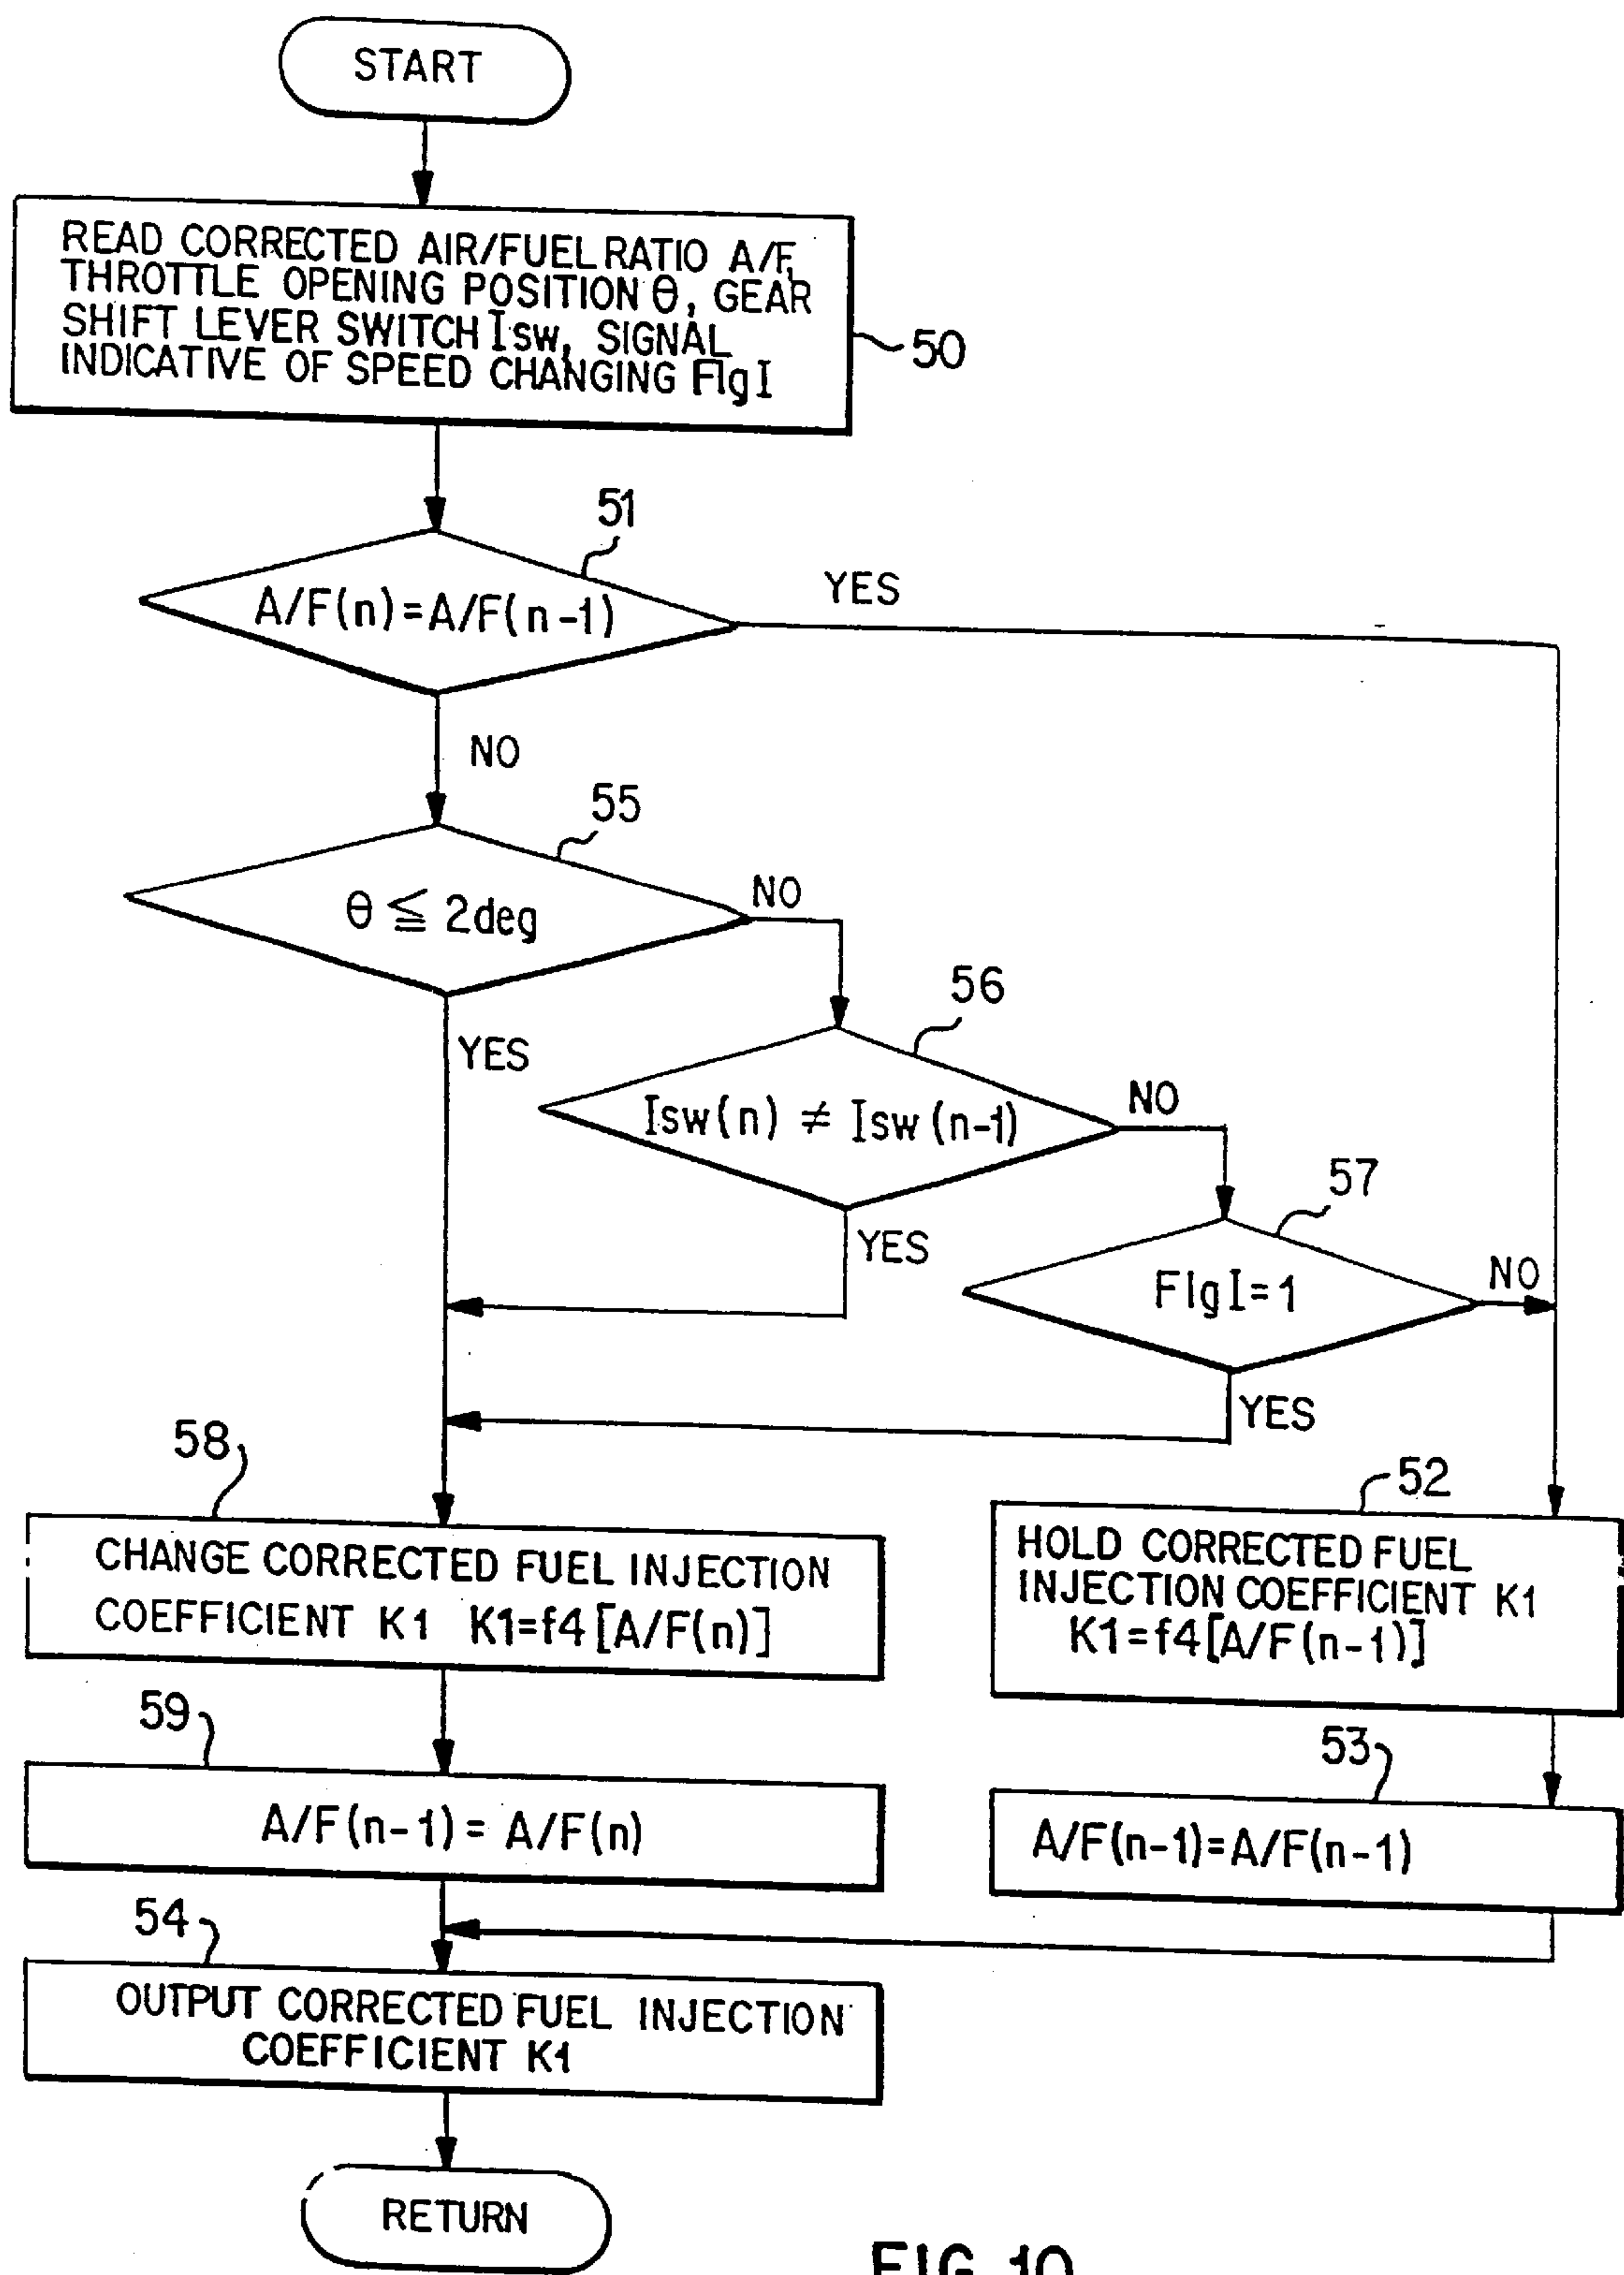 START
READ CORRECTED AIR/FUEL RATIO A/F,
THROTTLE OPENING POSITION θ, GEAR
SHIFT LEVER SWITCH Isw, SIGNAL
INDICATIVE OF SPEED CHANGING FlgI
50
51
A/F(n)=A/F(n-1)
YES
NO
55
θ ≦ 2deg
NO
YES
56
Isw(n) ≠ Isw(n-1)
NO
YES
57
FlgI=1
NO
YES
58
CHANGE CORRECTED FUEL INJECTION
COEFFICIENT K1 K1=f4[A/F(n)]
52
HOLD CORRECTED FUEL
INJECTION COEFFICIENT K1
K1=f4[A/F(n-1)]
59
A/F(n-1)= A/F(n)
53
A/F(n-1)=A/F(n-1)
54
OUTPUT CORRECTED FUEL INJECTION
COEFFICIENT K1
RETURN
FIG. 10